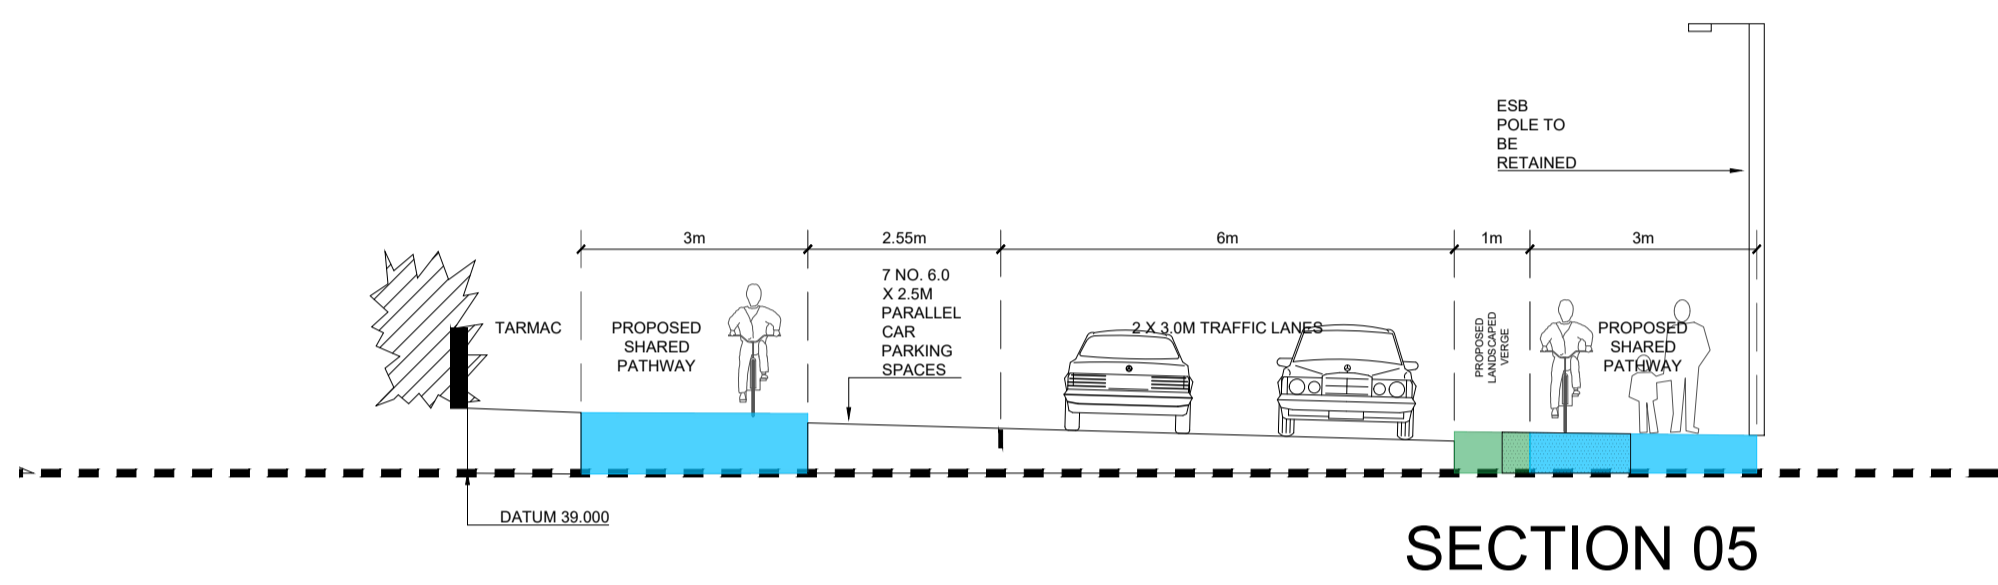 ESB
POLE TO
BE
RETAINED
3m
2.55m
6m
1m
3m
TARMAC
PROPOSED
SHARED
PATHWAY
7 NO. 6.0
X 2.5M
PARALLEL
CAR
PARKING
SPACES
2 X 3.0M TRAFFIC LANES
PROPOSED
LANDSCAPED
VERGE
PROPOSED
SHARED
PATHWAY
DATUM 39.000
SECTION 05